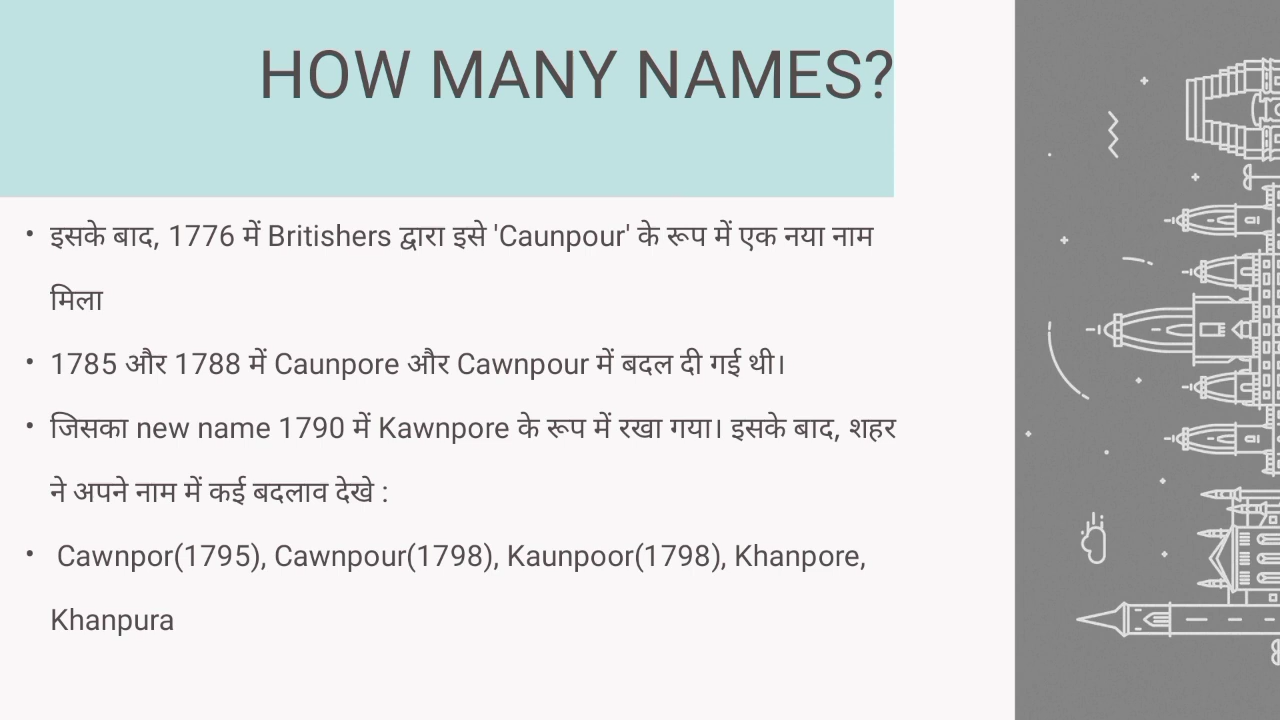 HOW MANY NAMES?
• इसके बाद, 1776 में Britishers द्वारा इसे 'Caunpour' के रूप में एक नया नाम
मिला
• 1785 और 1788 में Caunpore और Cawnpour में बदल दी गई थी।
• जिसका new name 1790 में Kawnpore के रूप में रखा गया। इसके बाद, शहर
ने अपने नाम में कई बदलाव देखे :
• Cawnpor(1795), Cawnpour(1798), Kaunpoor(1798), Khanpore,
Khanpura